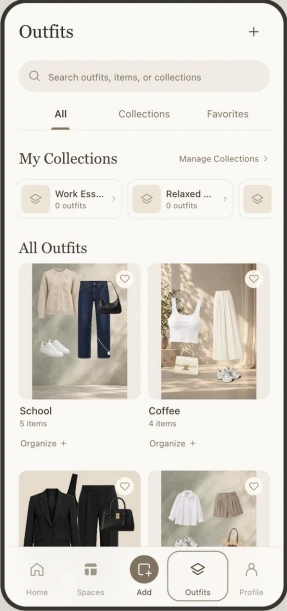 Outfits
Search outfits, items, or collections
All Collections Favorites
My Collections Manage Collections
Work Ess... Relaxed ...
0 outfits 0 outfits
All Outfits
School Coffee
5 items 4 items
Organize + Organize +
Home Spaces Add Outfits Profile